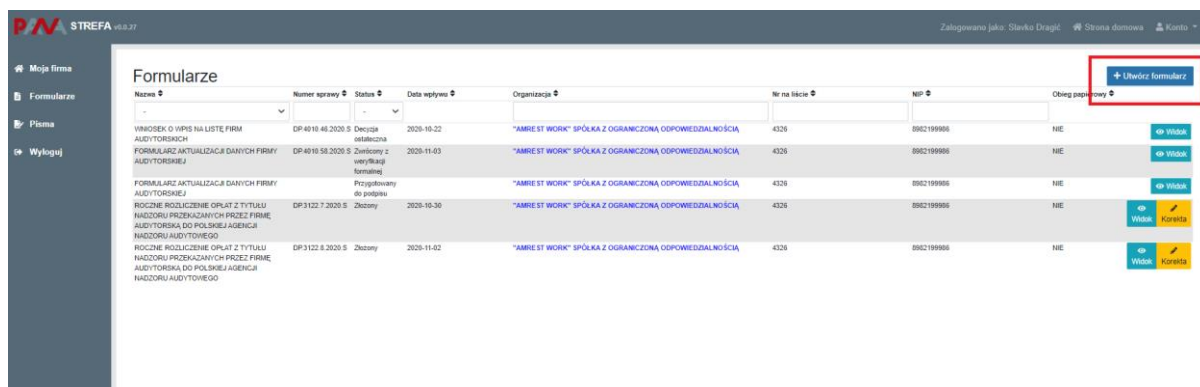 PANA STREFA v0.0.27
Zalogowano jako: Slavko Dragić Strona domowa Konto
Moja firma
Formularze
Pisma
Wyloguj
Formularze
+ Utwórz formularz
Nazwa Numer sprawy Status Data wpływu Organizacja Nr na liście NIP Obieg papierowy
- -
WNIOSEK O WPIS NA LISTĘ FIRM AUDYTORSKICH
DP.4010.46.2020.S Decyzja ostateczna 2020-10-22 "AMREST WORK" SPÓŁKA Z OGRANICZONĄ ODPOWIEDZIALNOŚCIĄ 4326 8982199986 NIE Widok
FORMULARZ AKTUALIZACJI DANYCH FIRMY AUDYTORSKIEJ
DP.4010.58.2020.S Zwrócony z weryfikacji formalnej 2020-11-03 "AMREST WORK" SPÓŁKA Z OGRANICZONĄ ODPOWIEDZIALNOŚCIĄ 4326 8982199986 NIE Widok
FORMULARZ AKTUALIZACJI DANYCH FIRMY AUDYTORSKIEJ
Przygotowany do podpisu "AMREST WORK" SPÓŁKA Z OGRANICZONĄ ODPOWIEDZIALNOŚCIĄ 4326 8982199986 NIE Widok
ROCZNE ROZLICZENIE OPŁAT Z TYTUŁU NADZORU PRZEKAZANYCH PRZEZ FIRMĘ AUDYTORSKĄ DO POLSKIEJ AGENCJI NADZORU AUDYTOWEGO
DP.3122.7.2020.S Złożony 2020-10-30 "AMREST WORK" SPÓŁKA Z OGRANICZONĄ ODPOWIEDZIALNOŚCIĄ 4326 8982199986 NIE Widok Korekta
ROCZNE ROZLICZENIE OPŁAT Z TYTUŁU NADZORU PRZEKAZANYCH PRZEZ FIRMĘ AUDYTORSKĄ DO POLSKIEJ AGENCJI NADZORU AUDYTOWEGO
DP.3122.8.2020.S Złożony 2020-11-02 "AMREST WORK" SPÓŁKA Z OGRANICZONĄ ODPOWIEDZIALNOŚCIĄ 4326 8982199986 NIE Widok Korekta